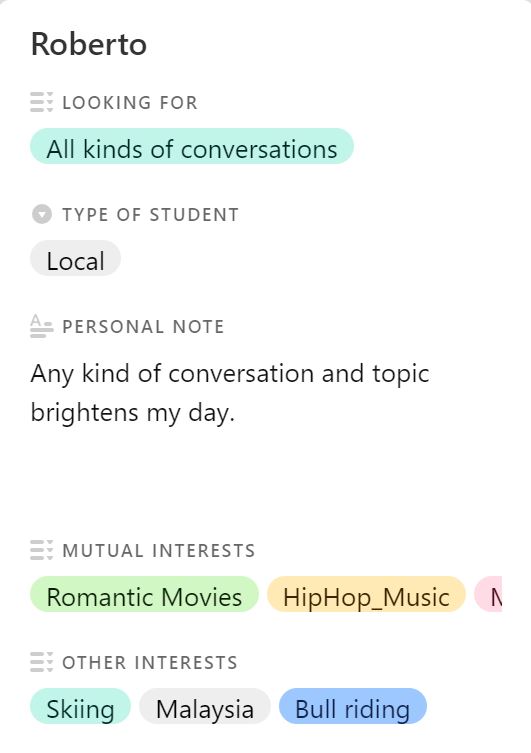 Roberto
LOOKING FOR
All kinds of conversations
TYPE OF STUDENT
Local
PERSONAL NOTE
Any kind of conversation and topic
brightens my day.
MUTUAL INTERESTS
Romantic Movies HipHop_Music
OTHER INTERESTS
Skiing Malaysia Bull riding